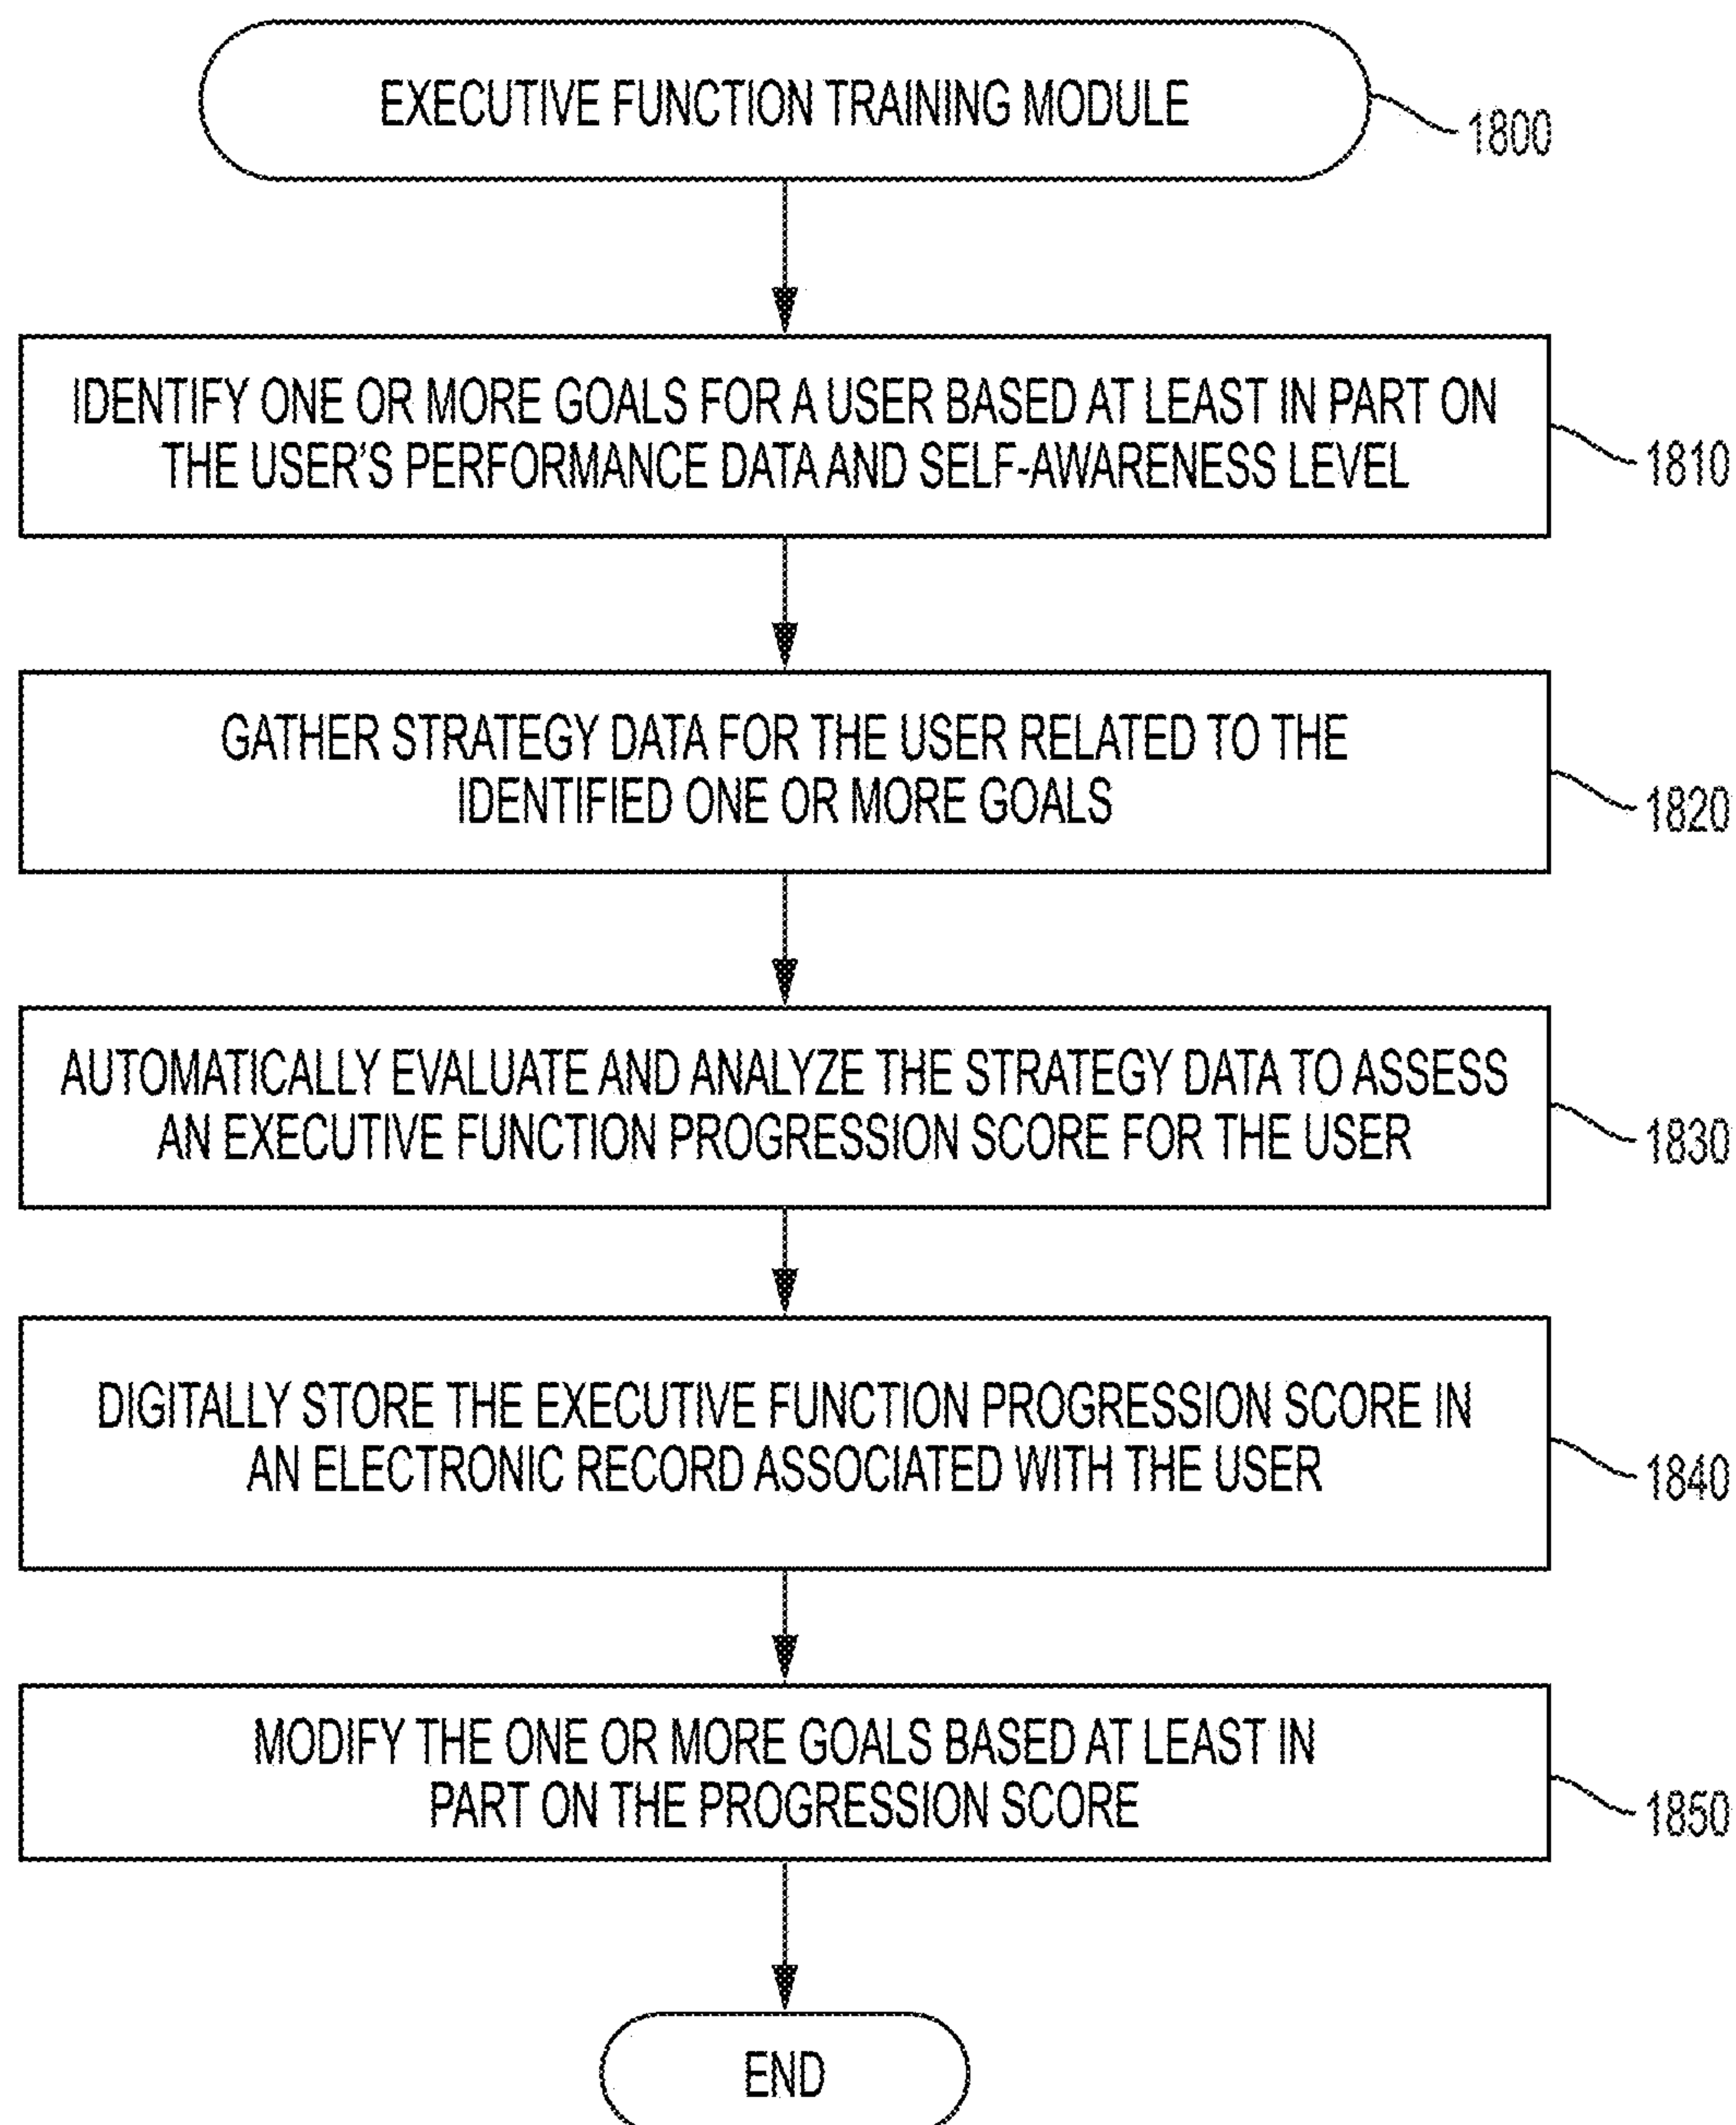 EXECUTIVE FUNCTION TRAINING MODULE
1800
IDENTIFY ONE OR MORE GOALS FOR A USER BASED AT LEAST IN PART ON
THE USER'S PERFORMANCE DATA AND SELF-AWARENESS LEVEL
1810
GATHER STRATEGY DATA FOR THE USER RELATED TO THE
IDENTIFIED ONE OR MORE GOALS
1820
AUTOMATICALLY EVALUATE AND ANALYZE THE STRATEGY DATA TO ASSESS
AN EXECUTIVE FUNCTION PROGRESSION SCORE FOR THE USER
1830
DIGITALLY STORE THE EXECUTIVE FUNCTION PROGRESSION SCORE IN
AN ELECTRONIC RECORD ASSOCIATED WITH THE USER
1840
MODIFY THE ONE OR MORE GOALS BASED AT LEAST IN
PART ON THE PROGRESSION SCORE
1850
END